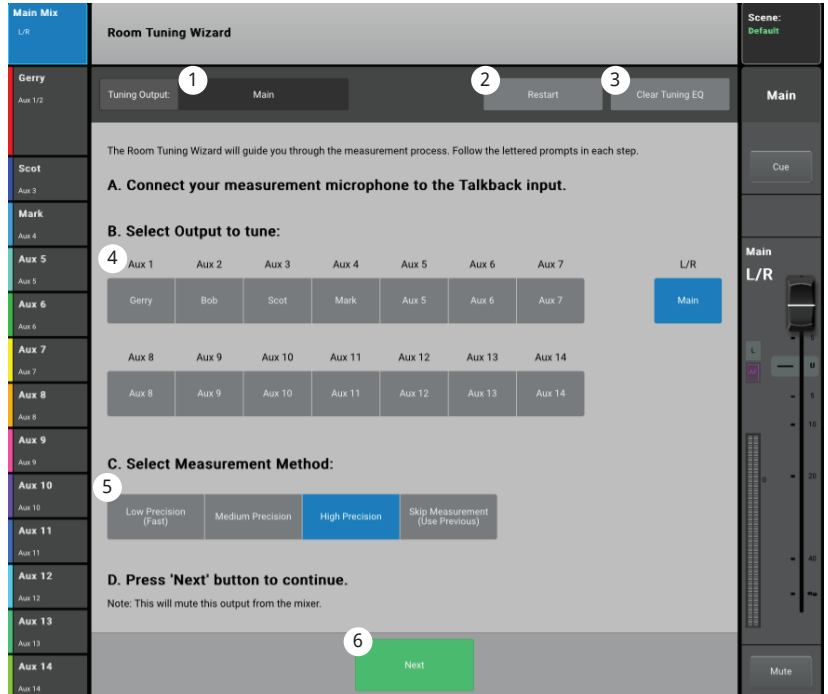 Main Mix
L/R
Gerry
Aux 1/2
Scot
Aux 3
Mark
Aux 4
Aux 5
Aux 5
Aux 6
Aux 6
Aux 7
Aux 7
Aux 8
Aux 8
Aux 9
Aux 9
Aux 10
Aux 10
Aux 11
Aux 11
Aux 12
Aux 12
Aux 13
Aux 13
Aux 14
Aux 14
Room Tuning Wizard
1 2 3
Tuning Output: Main Restart Clear Tuning EQ
The Room Tuning Wizard will guide you through the measurement process. Follow the lettered prompts in each step.
A. Connect your measurement microphone to the Talkback input.
B. Select Output to tune:
4
Aux 1 Aux 2 Aux 3 Aux 4 Aux 5 Aux 6 Aux 7 L/R
Gerry Bob Scot Mark Aux 5 Aux 6 Aux 7 Main
Aux 8 Aux 9 Aux 10 Aux 11 Aux 12 Aux 13 Aux 14
Aux 8 Aux 9 Aux 10 Aux 11 Aux 12 Aux 13 Aux 14
C. Select Measurement Method:
5
Low Precision (Fast) Medium Precision High Precision Skip Measurement (Use Previous)
D. Press 'Next' button to continue.
Note: This will mute this output from the mixer.
6
Next
Scene:
Default
Main
Cue
Main
L/R
5
L
U
AF
5
10
20
40
∞
Mute